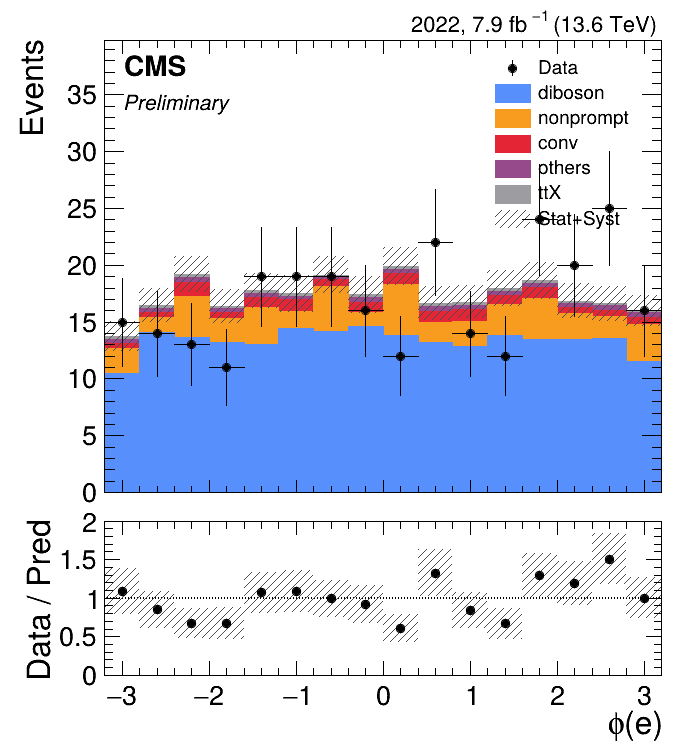 2022, 7.9 fb⁻¹ (13.6 TeV)
CMS
Preliminary
Events
35
30
25
20
15
10
5
0
Data
diboson
nonprompt
conv
pthers
ttX
Stat+Syst
Data / Pred
2
1.5
1
0.5
0
−3 −2 −1 0 1 2 3
ϕ(e)